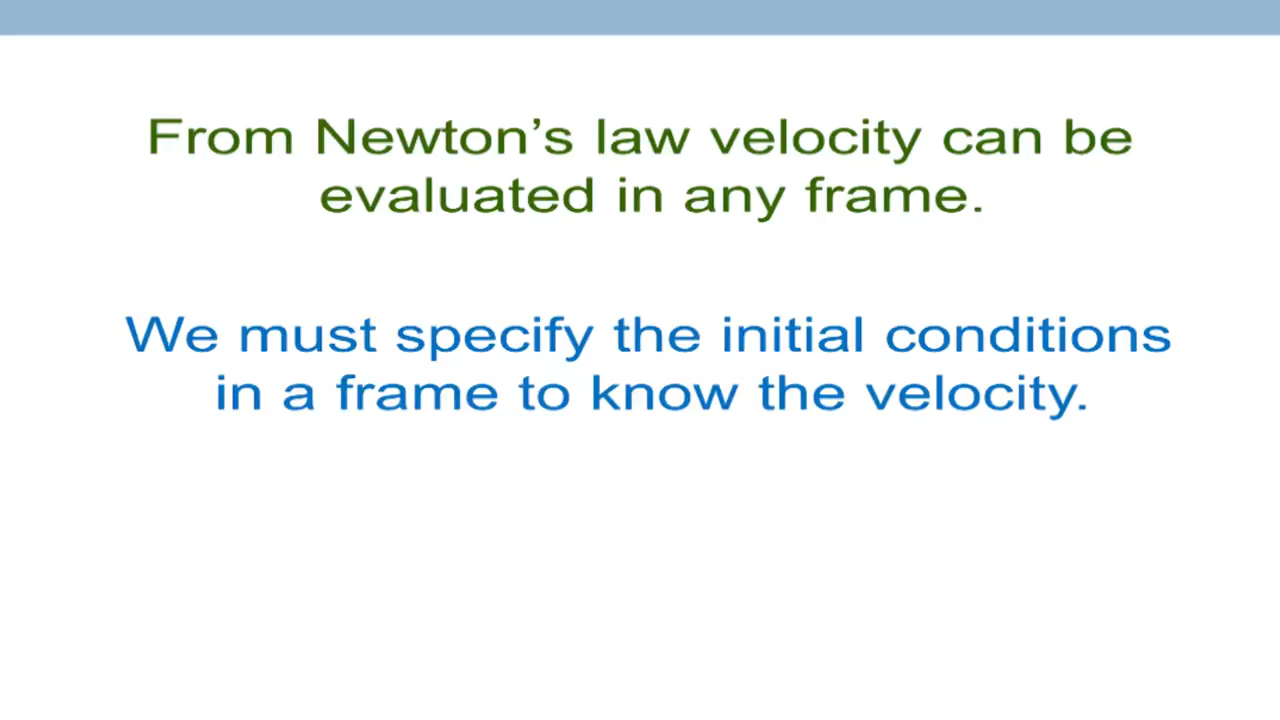 From Newton’s law velocity can be
evaluated in any frame.
We must specify the initial conditions
in a frame to know the velocity.